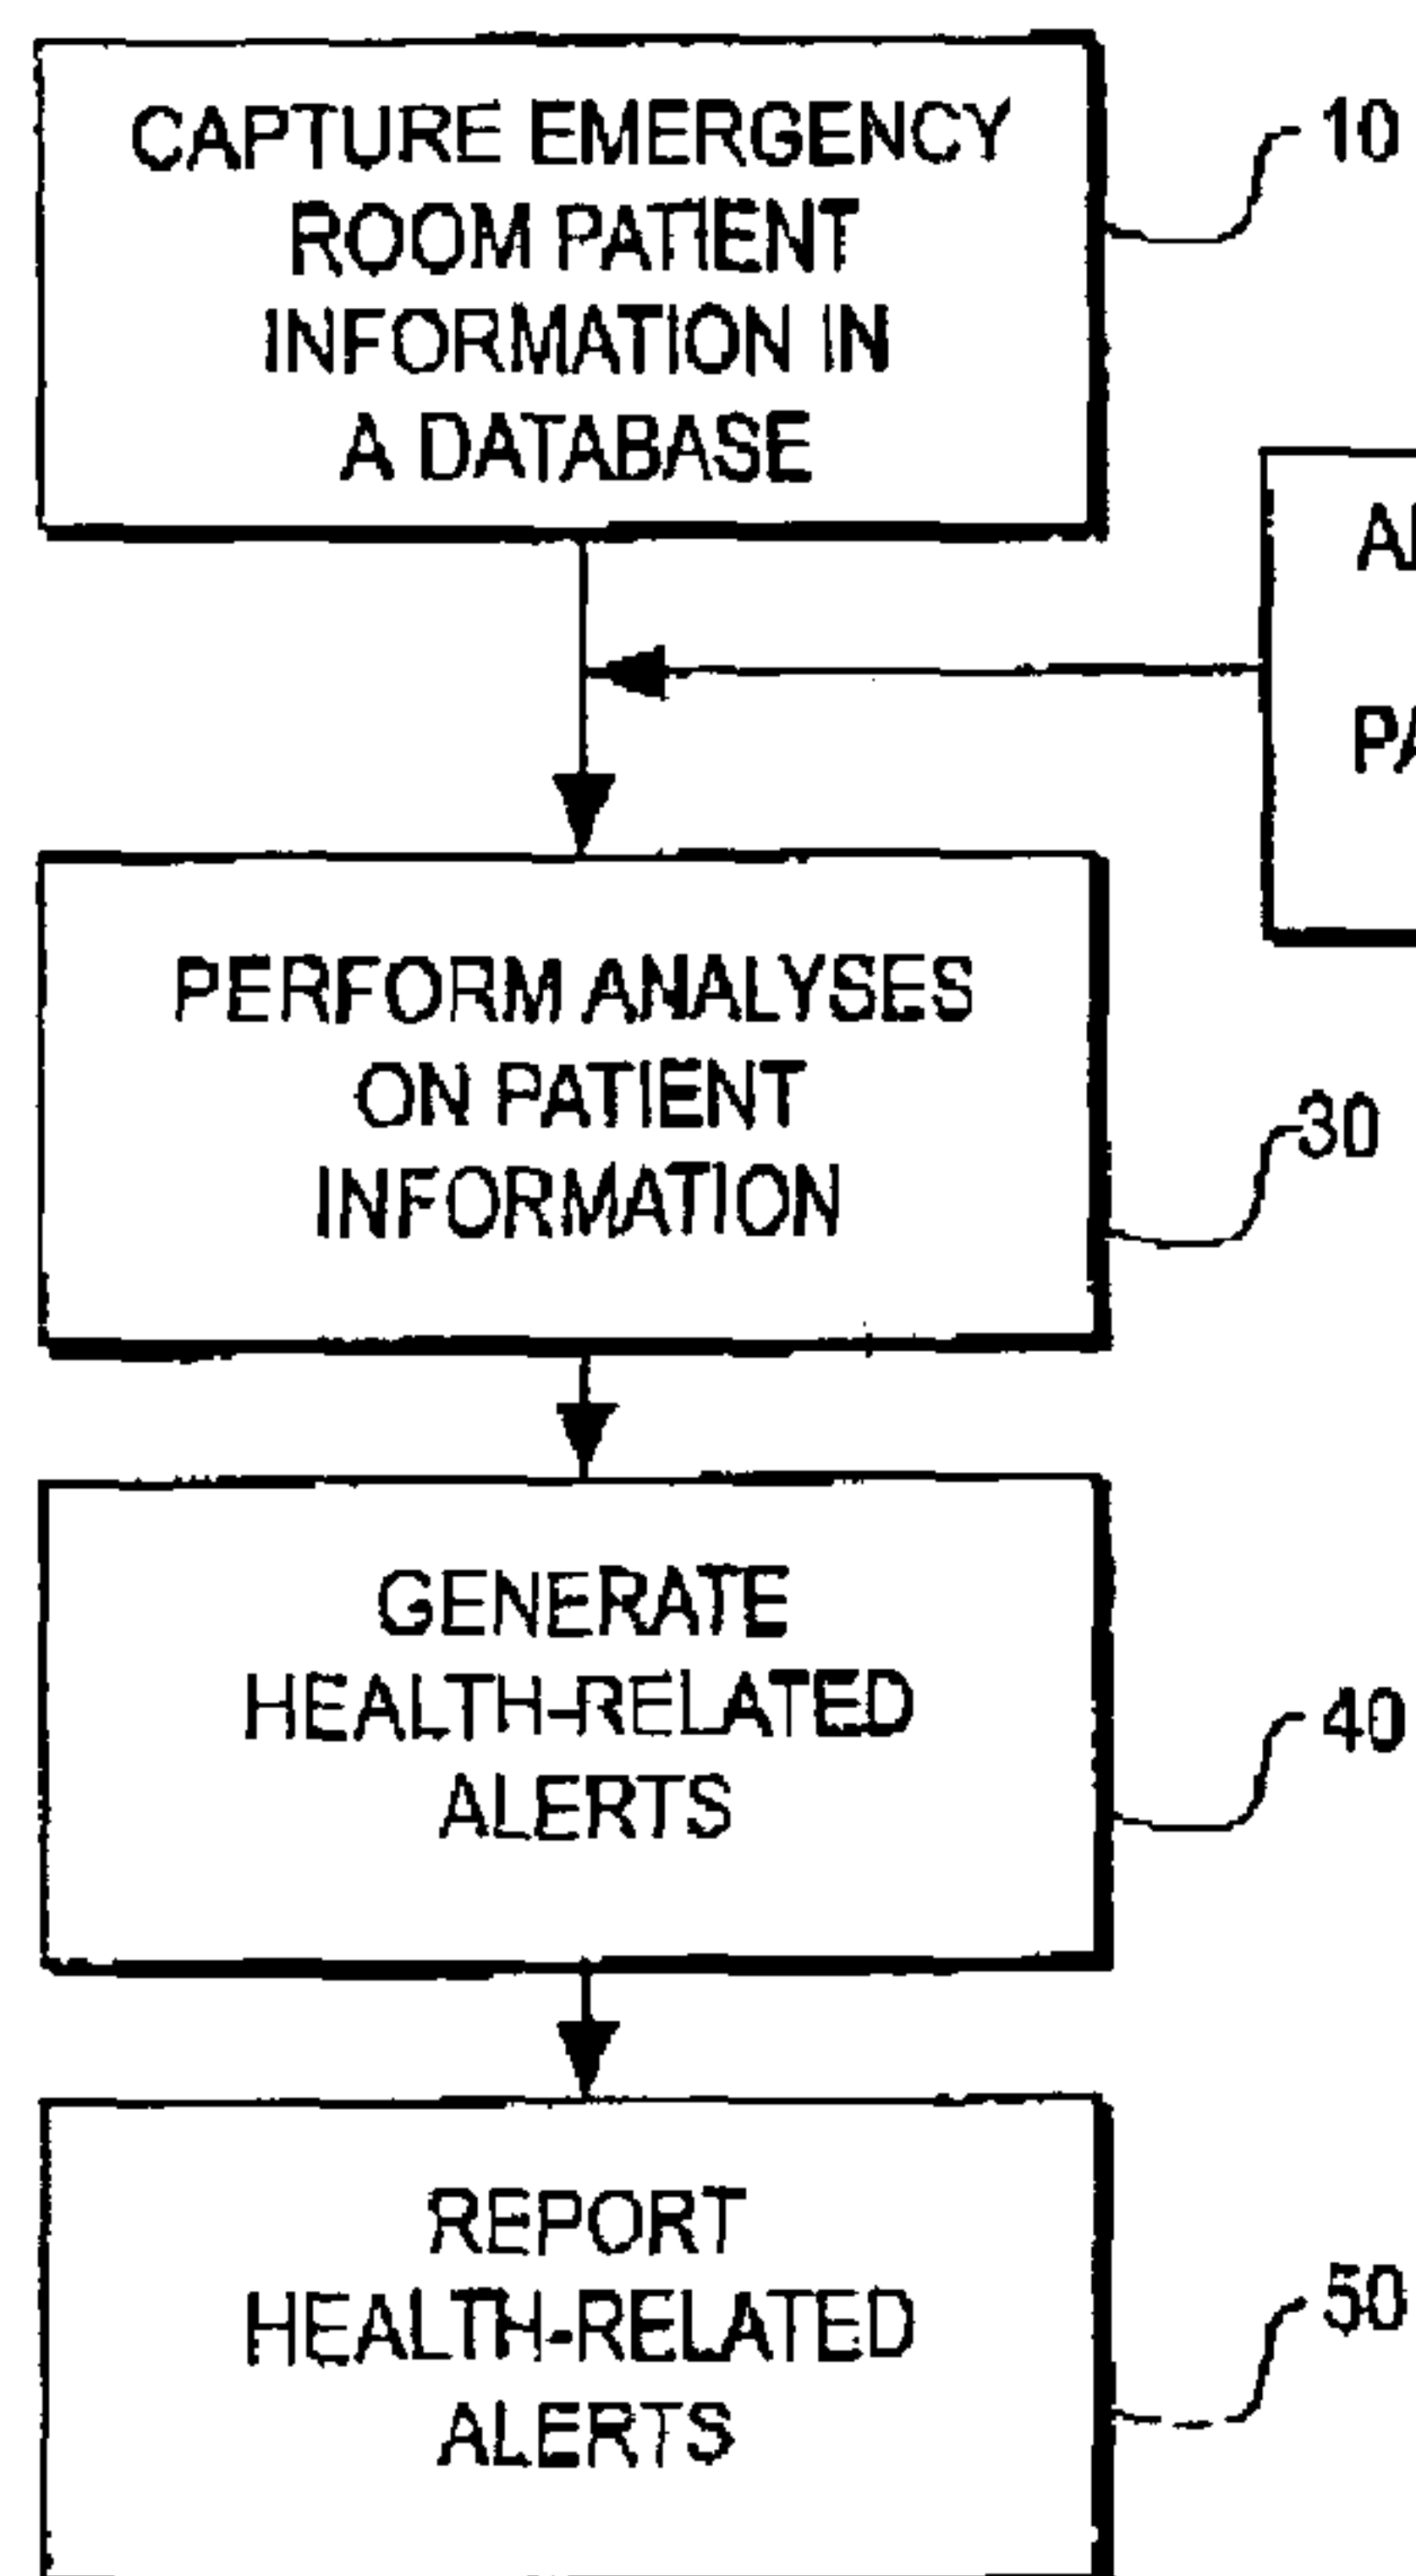 CAPTURE EMERGENCY
ROOM PATIENT
INFORMATION IN
A DATABASE
10
PERFORM ANALYSES
ON PATIENT
INFORMATION
30
GENERATE
HEALTH-RELATED
ALERTS
40
REPORT
HEALTH-RELATED
ALERTS
50